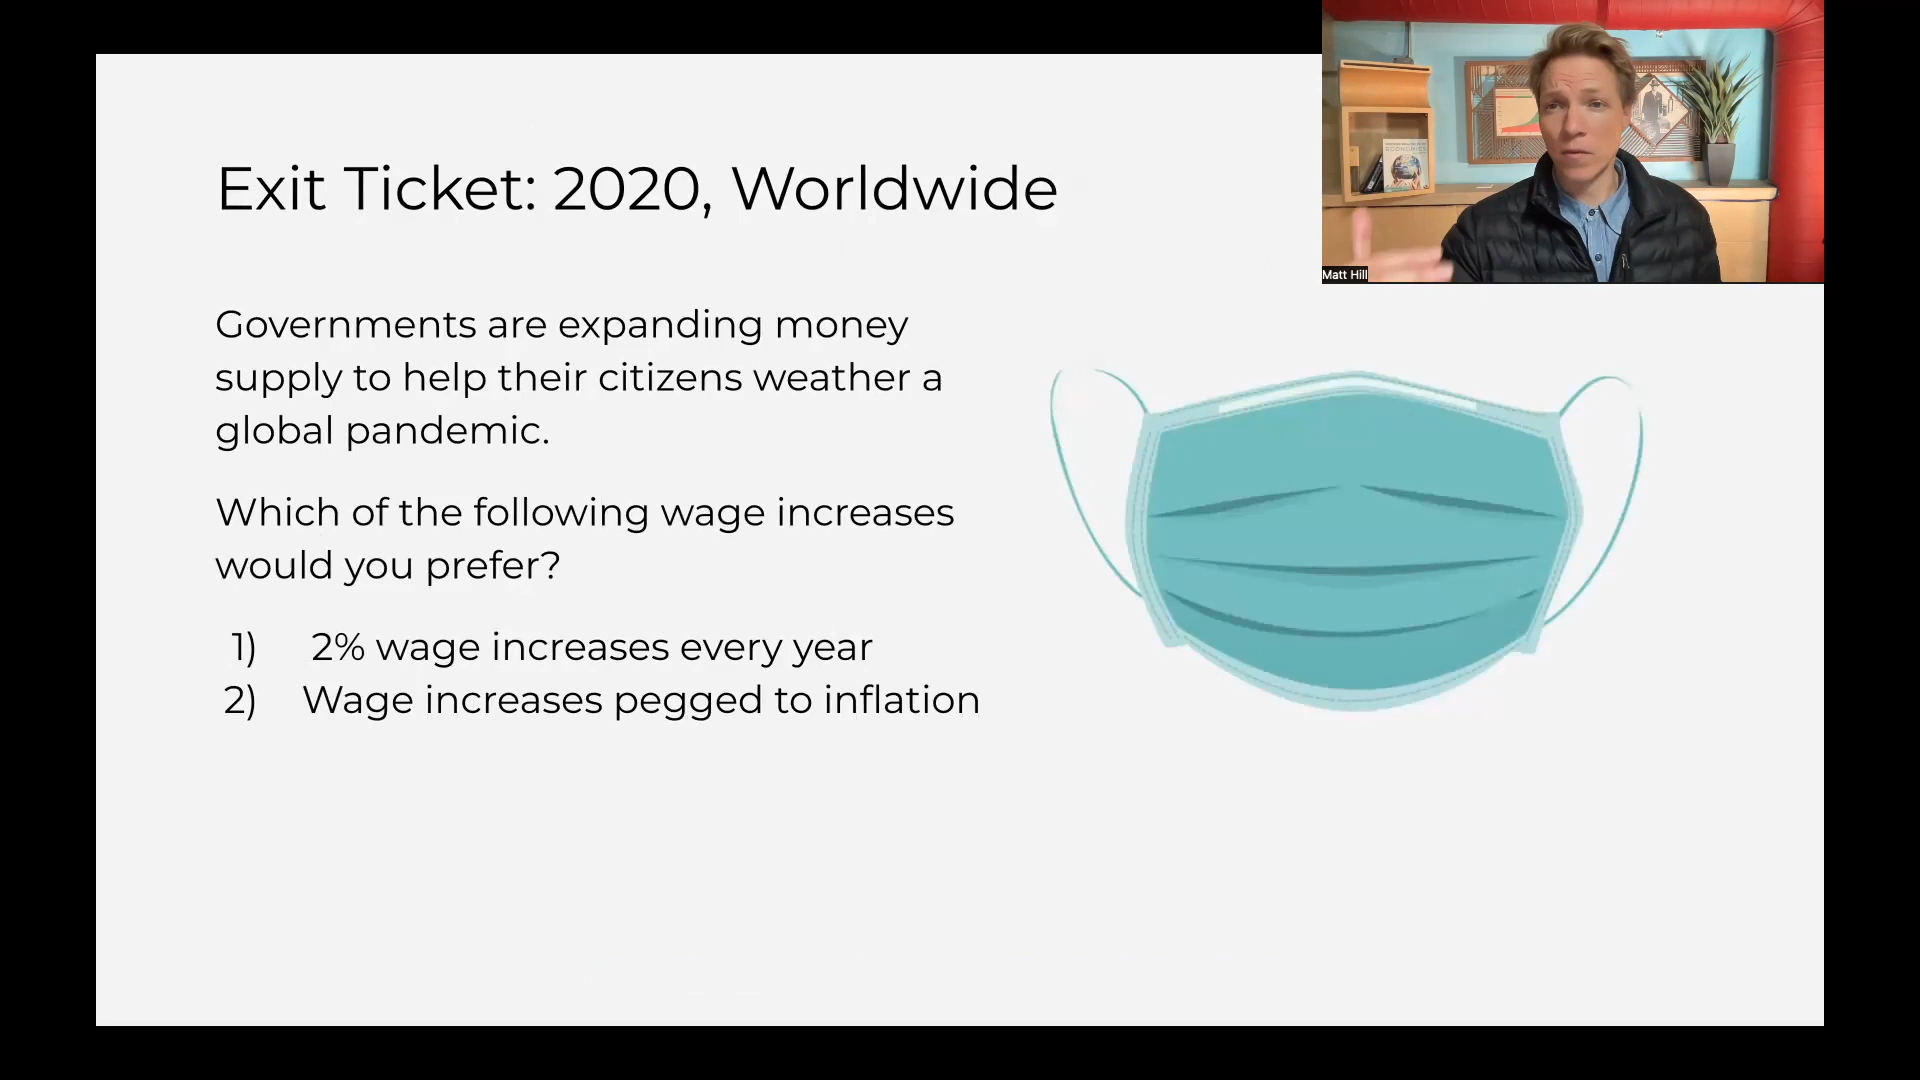 Exit Ticket: 2020, Worldwide
Governments are expanding money
supply to help their citizens weather a
global pandemic.
Which of the following wage increases
would you prefer?
1) 2% wage increases every year
2) Wage increases pegged to inflation
Matt Hill
ECONOMICS